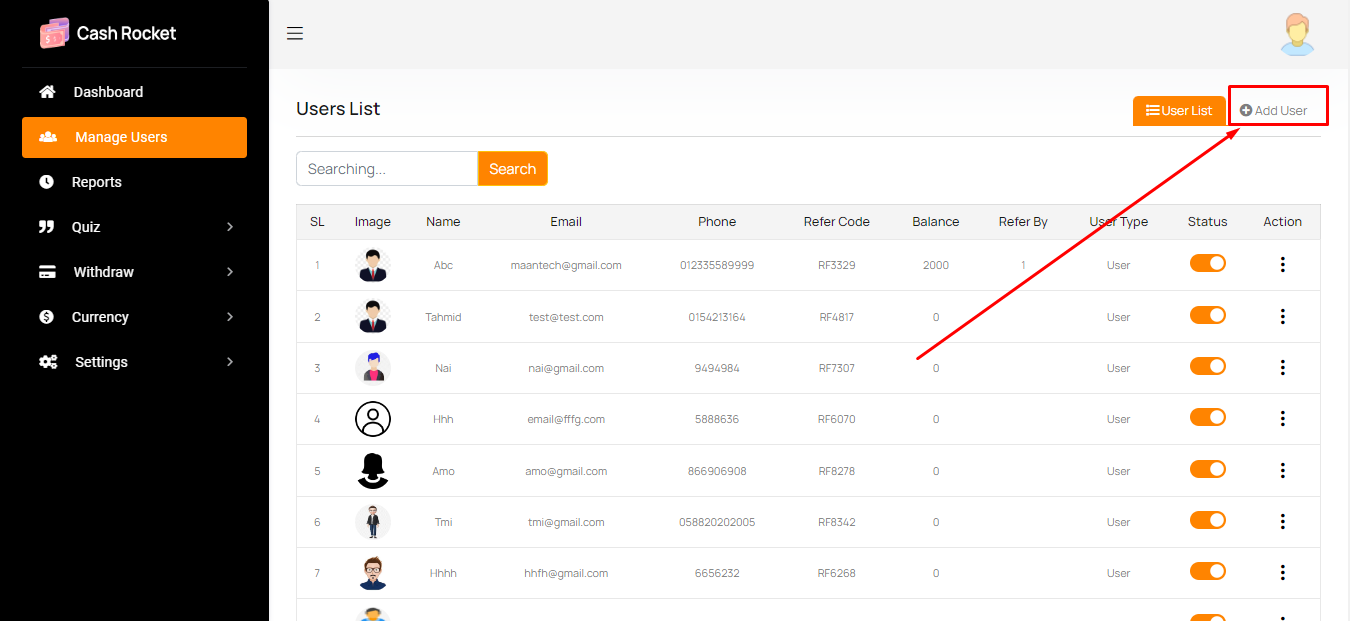 Cash Rocket
Dashboard
Manage Users
Reports
Quiz
Withdraw
Currency
Settings
Users List
User List
Add User
Searching...
Search
SL Image Name Email Phone Refer Code Balance Refer By User Type Status Action
1 Abc maantech@gmail.com 012335589999 RF3329 2000 1 User
2 Tahmid test@test.com 0154213164 RF4817 0 User
3 Nai nai@gmail.com 9494984 RF7307 0 User
4 Hhh email@fffg.com 5888636 RF6070 0 User
5 Amo amo@gmail.com 866906908 RF8278 0 User
6 Tmi tmi@gmail.com 058820202005 RF8342 0 User
7 Hhhh hhfh@gmail.com 6656232 RF6268 0 User